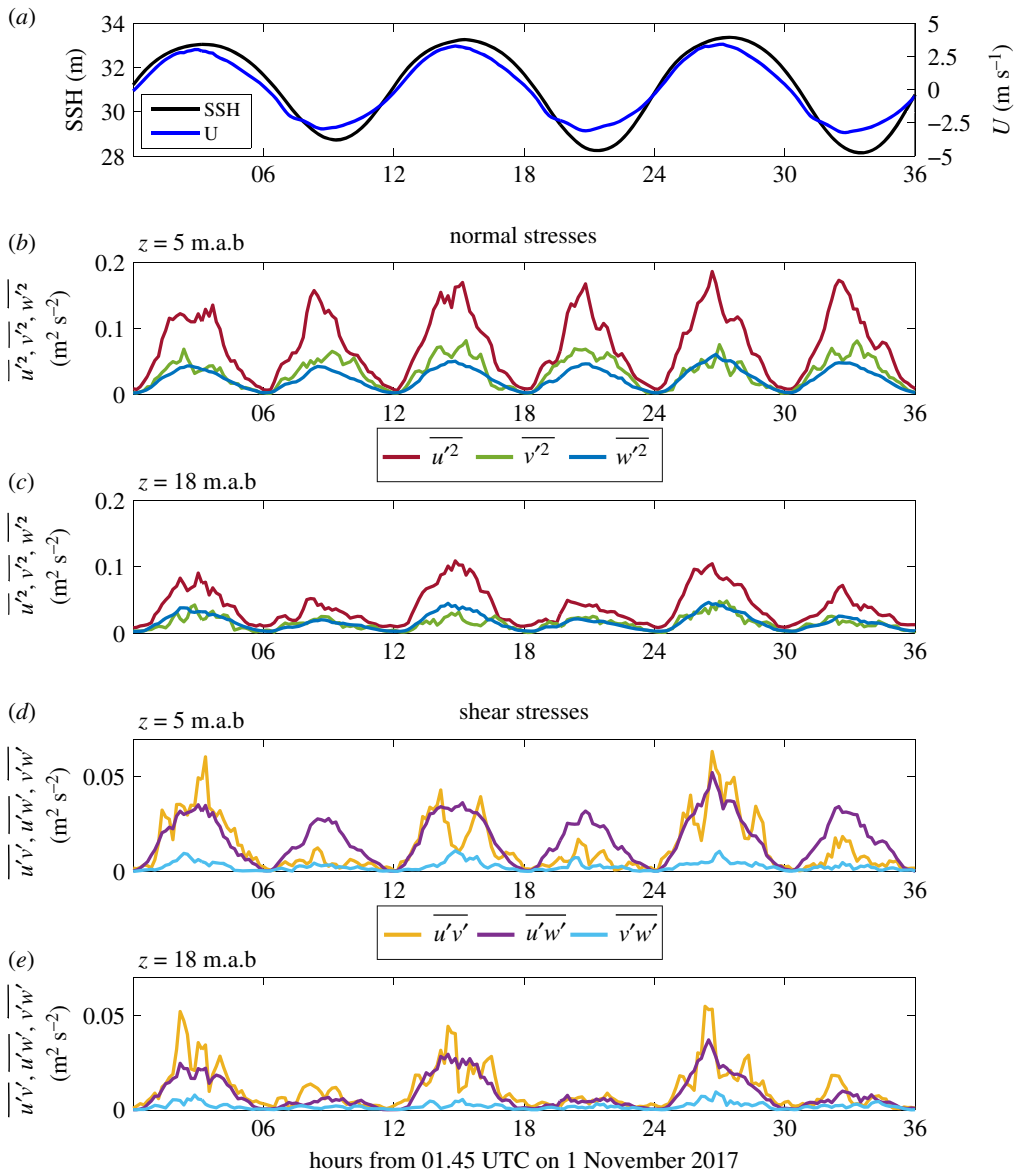 (a)
34
33
30
28
SSH (m)
SSH
U
5
2.5
0
−2.5
−5
U (m s⁻¹)
06 12 18 24 30 36
(b)
z = 5 m.a.b
normal stresses
0.2
0.1
0
u′², v′², w′²
(m² s⁻²)
06 12 18 24 30 36
u′² v′² w′²
(c)
z = 18 m.a.b
0.2
0.1
0
u′², v′², w′²
(m² s⁻²)
06 12 18 24 30 36
(d)
z = 5 m.a.b
shear stresses
0.05
0
u′v′, u′w′, v′w′
(m² s⁻²)
06 12 18 24 30 36
u′v′ u′w′ v′w′
(e)
z = 18 m.a.b
0.05
0
u′v′, u′w′, v′w′
(m² s⁻²)
06 12 18 24 30 36
hours from 01.45 UTC on 1 November 2017